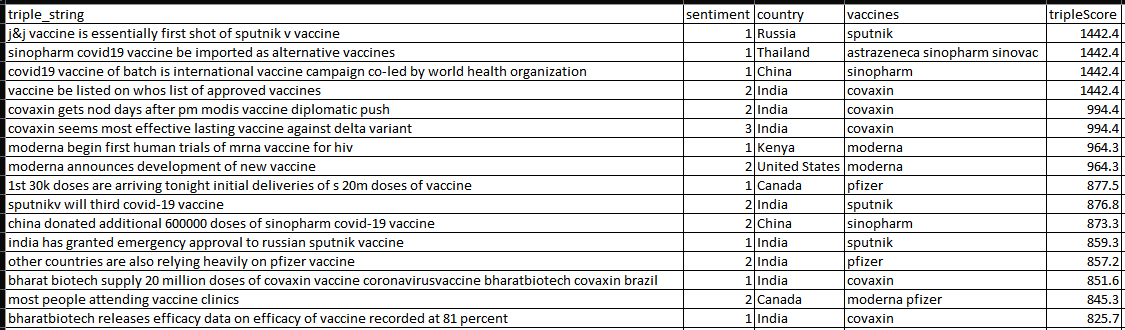 triple_string sentiment country vaccines tripleScore
j&j vaccine is essentially first shot of sputnik v vaccine 1 Russia sputnik 1442.4
sinopharm covid19 vaccine be imported as alternative vaccines 1 Thailand astrazeneca sinopharm sinovac 1442.4
covid19 vaccine of batch is international vaccine campaign co-led by world health organization 1 China sinopharm 1442.4
vaccine be listed on whos list of approved vaccines 2 India covaxin 1442.4
covaxin gets nod days after pm modis vaccine diplomatic push 2 India covaxin 994.4
covaxin seems most effective lasting vaccine against delta variant 3 India covaxin 994.4
moderna begin first human trials of mrna vaccine for hiv 1 Kenya moderna 964.3
moderna announces development of new vaccine 2 United States moderna 964.3
1st 30k doses are arriving tonight initial deliveries of s 20m doses of vaccine 1 Canada pfizer 877.5
sputnikv will third covid-19 vaccine 2 India sputnik 876.8
china donated additional 600000 doses of sinopharm covid-19 vaccine 2 China sinopharm 873.3
india has granted emergency approval to russian sputnik vaccine 1 India sputnik 859.3
other countries are also relying heavily on pfizer vaccine 2 India pfizer 857.2
bharat biotech supply 20 million doses of covaxin vaccine coronavirusvaccine bharatbiotech covaxin brazil 1 India covaxin 851.6
most people attending vaccine clinics 2 Canada moderna pfizer 845.3
bharatbiotech releases efficacy data on efficacy of vaccine recorded at 81 percent 1 India covaxin 825.7